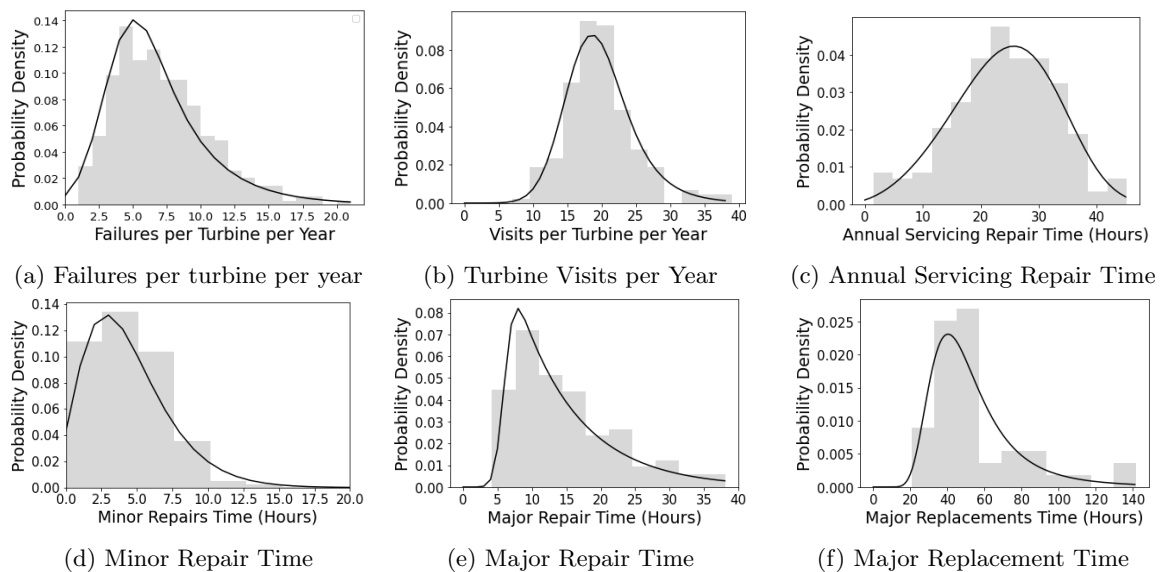 0.14
0.12
0.10
0.08
0.06
0.04
0.02
0.00
Probability Density
0.0 2.5 5.0 7.5 10.0 12.5 15.0 17.5 20.0
Failures per Turbine per Year
(a) Failures per turbine per year
0.08
0.06
0.04
0.02
0.00
Probability Density
0 5 10 15 20 25 30 35 40
Visits per Turbine per Year
(b) Turbine Visits per Year
0.04
0.03
0.02
0.01
0.00
Probability Density
0 10 20 30 40
Annual Servicing Repair Time (Hours)
(c) Annual Servicing Repair Time
0.14
0.12
0.10
0.08
0.06
0.04
0.02
0.00
Probability Density
0.0 2.5 5.0 7.5 10.0 12.5 15.0 17.5 20.0
Minor Repairs Time (Hours)
(d) Minor Repair Time
0.08
0.07
0.06
0.05
0.04
0.03
0.02
0.01
0.00
Probability Density
0 5 10 15 20 25 30 35 40
Major Repair Time (Hours)
(e) Major Repair Time
0.025
0.020
0.015
0.010
0.005
0.000
Probability Density
0 20 40 60 80 100 120 140
Major Replacements Time (Hours)
(f) Major Replacement Time